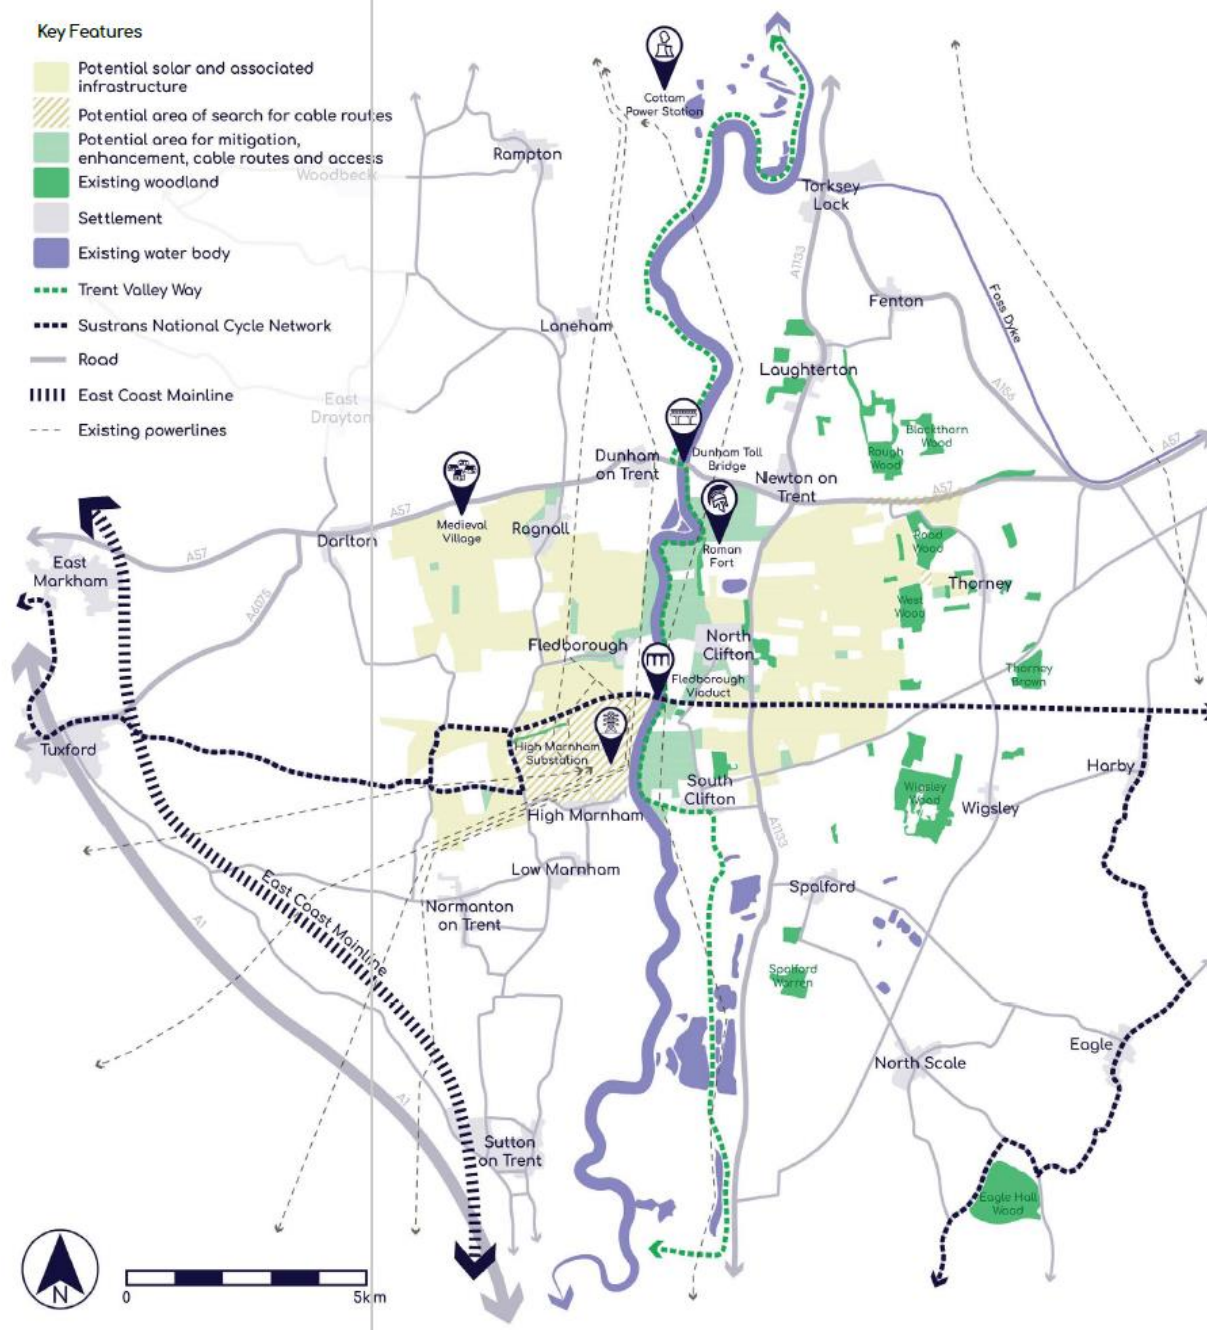 Key Features
Potential solar and associated
infrastructure
Potential area of search for cable routes
Potential area for mitigation,
enhancement, cable routes and access
Existing woodland
Settlement
Existing water body
Trent Valley Way
Sustrans National Cycle Network
Road
East Coast Mainline
Existing powerlines
Cottam
Power Station
Rampton
Woodbeck
Torksey
Lock
A1133
Fenton
Foss Dyke
Laneham
Laughterton
A156
East
Drayton
Blackthorn
Wood
Rough
Wood
A57
Dunham
on Trent
Dunham Toll
Bridge
Newton on
Trent
A57
A57
Medieval
Village
Ragnall
Roman
Fort
Road
Wood
Darlton
East
Markham
A57
Thorney
West
Wood
A6075
Fledborough
North
Clifton
Thorney
Brown
Fledborough
Viaduct
Tuxford
High Marnham
Substation
Harby
South
Clifton
Wigsley
Wood
Wigsley
High Marnham
A1133
Low Marnham
Spalford
East Coast Mainline
Normanton
on Trent
A1
Spalford
Warren
North Scale
Eagle
A1
Sutton
on Trent
Eagle Hall
Wood
N
0
5km